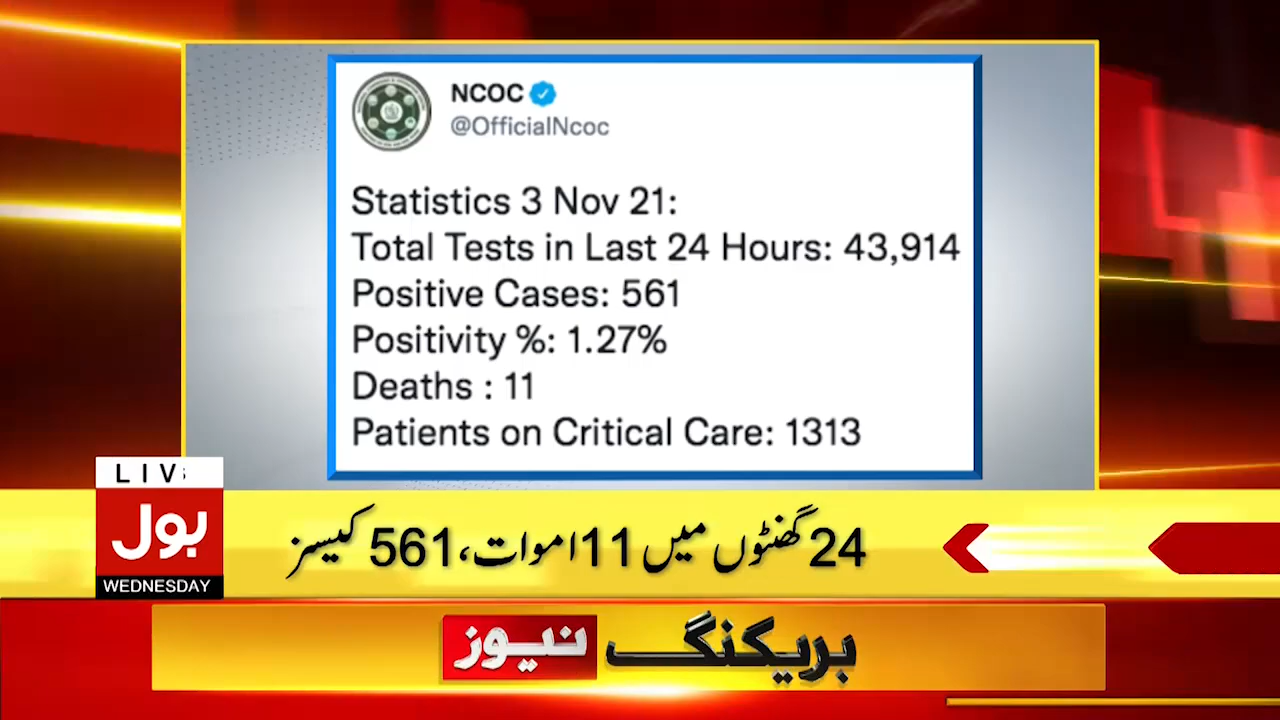 NCOC
@OfficialNcoc
Statistics 3 Nov 21:
Total Tests in Last 24 Hours: 43,914
Positive Cases: 561
Positivity %: 1.27%
Deaths : 11
Patients on Critical Care: 1313
LIV
بول
WEDNESDAY
24 گھنٹوں میں 11 اموات، 561 کیسز
بریکنگ نیوز